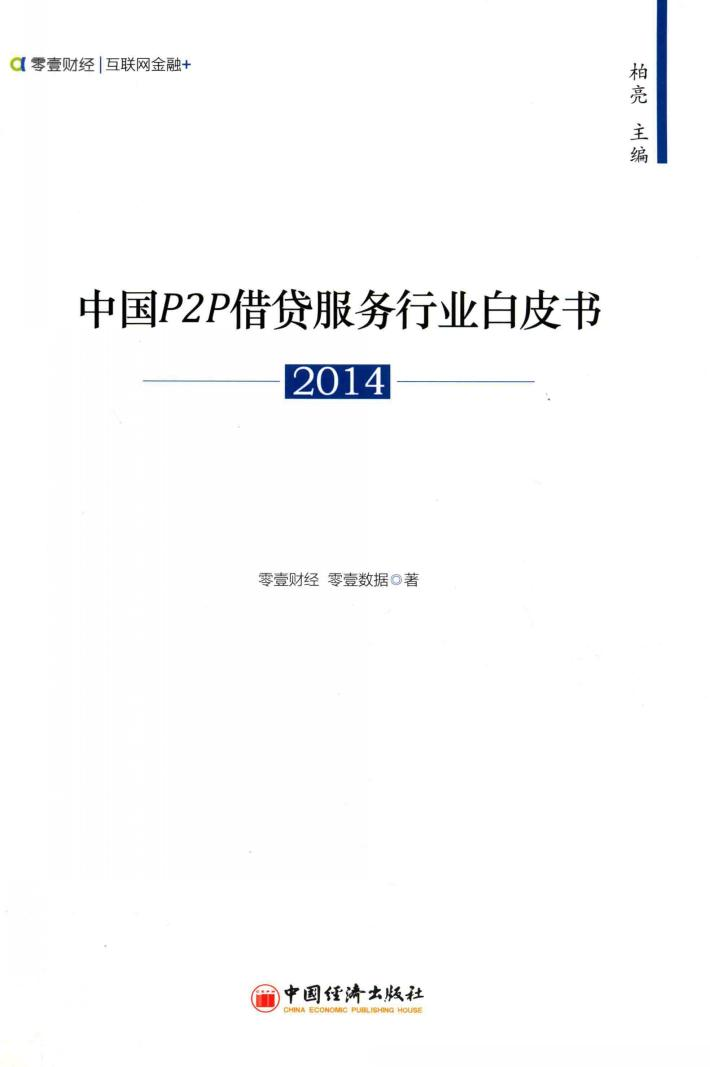 零壹财经|互联网金融+
柏亮 主编
中国P2P借贷服务行业白皮书
2014
零壹财经 零壹数据◎著
中国经济出版社
CHINA ECONOMIC PUBLISHING HOUSE